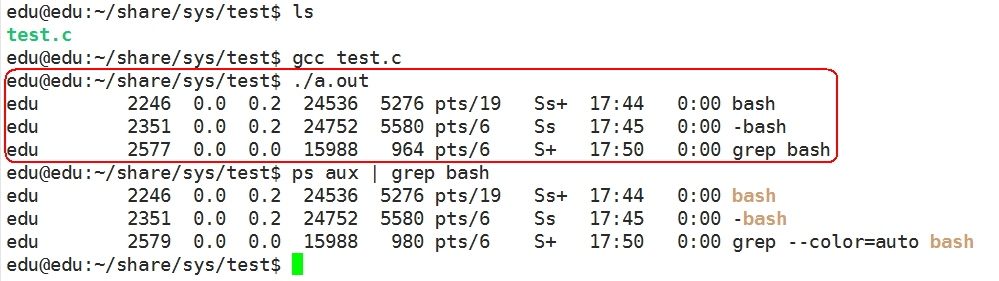 edu@edu:~/share/sys/test$ ls
test.c
edu@edu:~/share/sys/test$ gcc test.c
edu@edu:~/share/sys/test$ ./a.out
edu 2246 0.0 0.2 24536 5276 pts/19 Ss+ 17:44 0:00 bash
edu 2351 0.0 0.2 24752 5580 pts/6 Ss 17:45 0:00 -bash
edu 2577 0.0 0.0 15988 964 pts/6 S+ 17:50 0:00 grep bash
edu@edu:~/share/sys/test$ ps aux | grep bash
edu 2246 0.0 0.2 24536 5276 pts/19 Ss+ 17:44 0:00 bash
edu 2351 0.0 0.2 24752 5580 pts/6 Ss 17:45 0:00 -bash
edu 2579 0.0 0.0 15988 980 pts/6 S+ 17:50 0:00 grep --color=auto bash
edu@edu:~/share/sys/test$